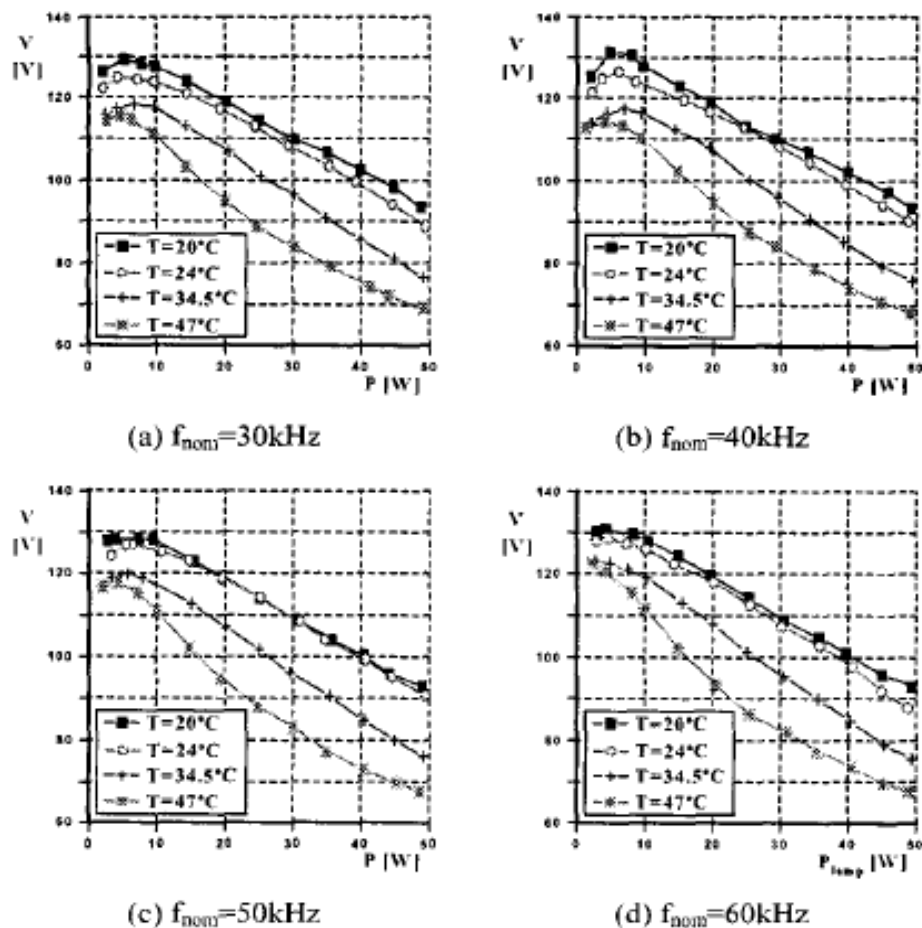 V
[V]
140
120
100
80
60
T=20°C
T=24°C
T=34.5°C
T=47°C
0 10 20 30 40 50
P [W]
(a) fnom=30kHz
V
[V]
140
120
100
80
60
T=20°C
T=24°C
T=34.5°C
T=47°C
0 10 20 30 40 50
P [W]
(b) fnom=40kHz
V
[V]
140
120
100
80
60
T=20°C
T=24°C
T=34.5°C
T=47°C
0 10 20 30 40 50
P [W]
(c) fnom=50kHz
V
[V]
140
120
100
80
60
T=20°C
T=24°C
T=34.5°C
T=47°C
0 10 20 30 40 50
Plamp [W]
(d) fnom=60kHz